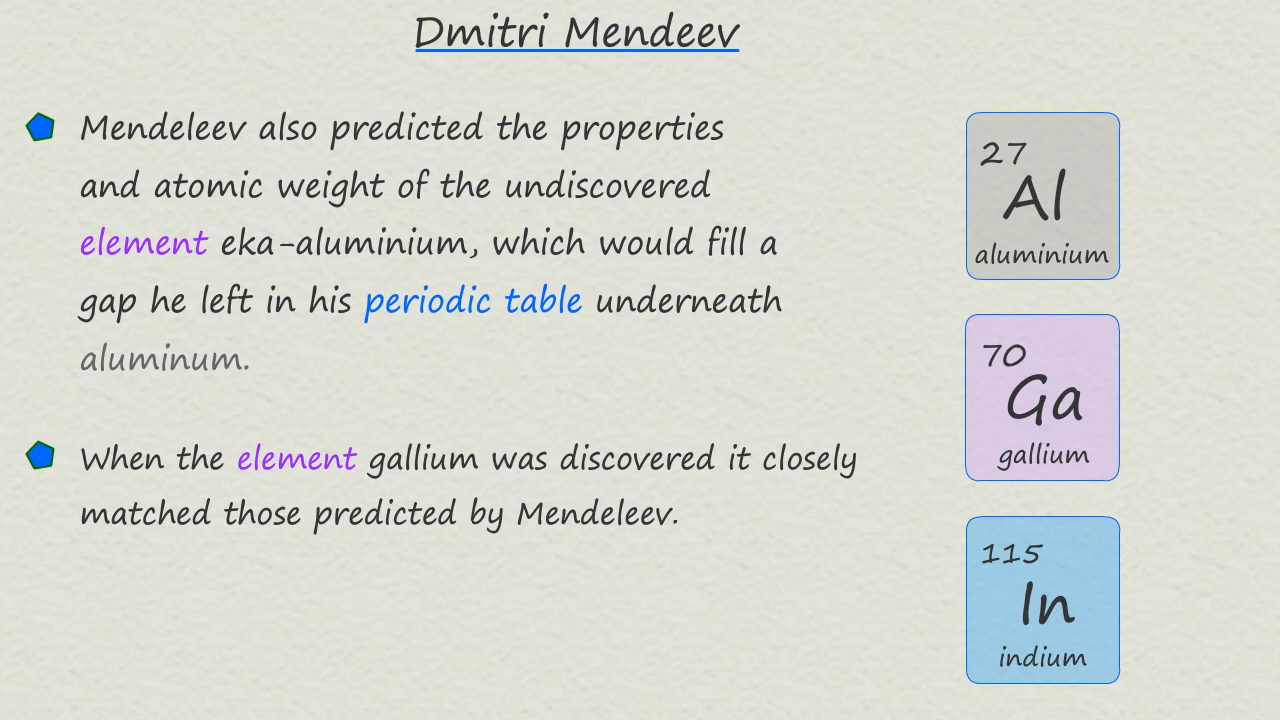 Dmitri Mendeev
Mendeleev also predicted the properties
and atomic weight of the undiscovered
element eka-aluminium, which would fill a
gap he left in his periodic table underneath
aluminum.
When the element gallium was discovered it closely
matched those predicted by Mendeleev.
27
Al
aluminium
70
Ga
gallium
115
In
indium